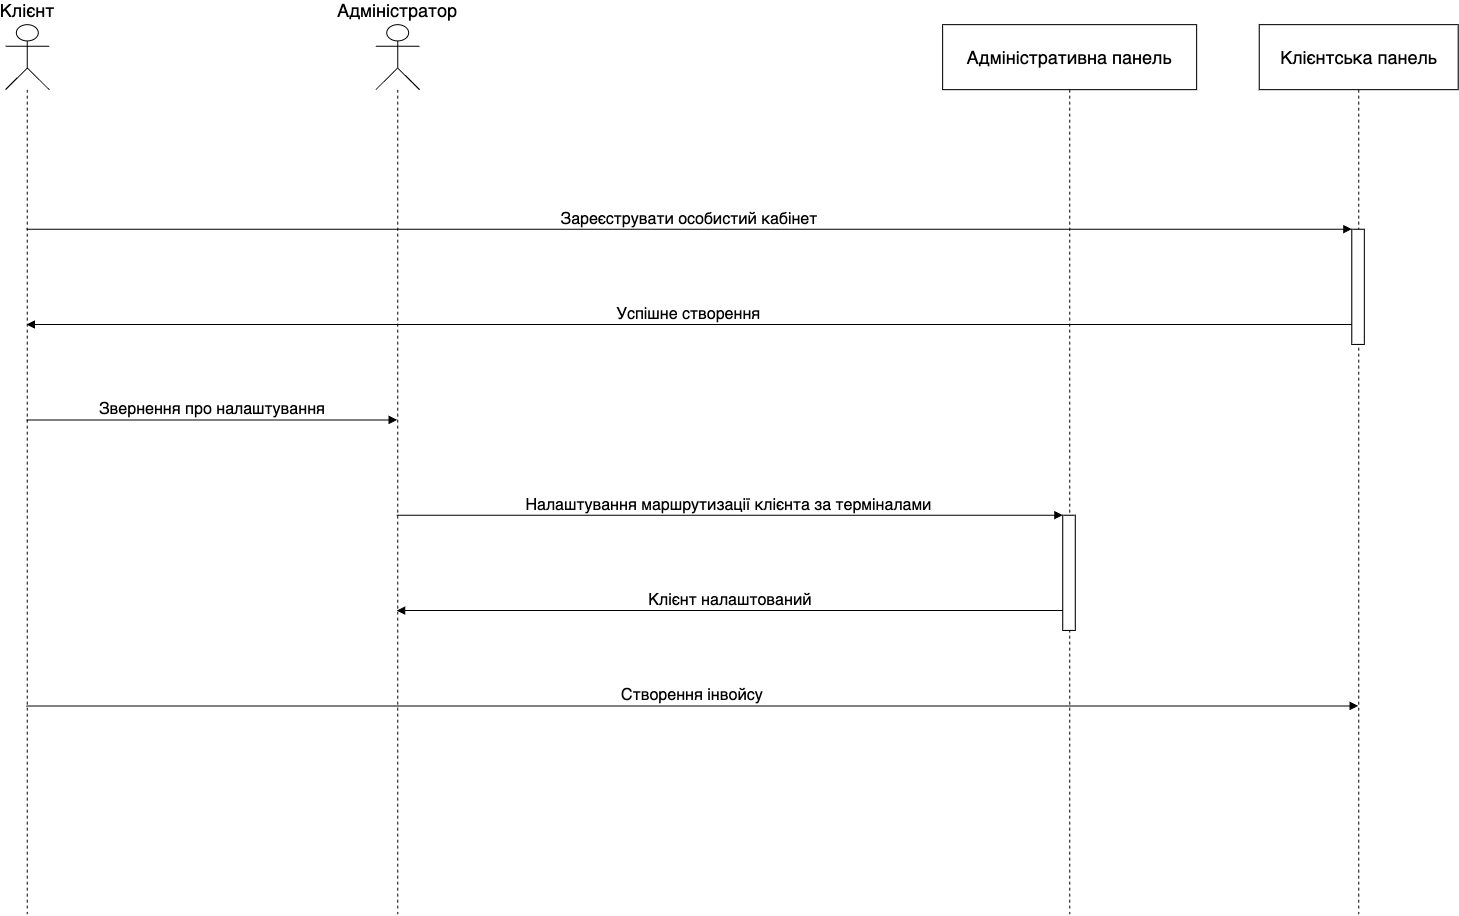 Клієнт
Адміністратор
Адміністративна панель
Клієнтська панель
Зареєструвати особистий кабінет
Успішне створення
Звернення про налаштування
Налаштування маршрутизації клієнта за терміналами
Клієнт налаштований
Створення інвойсу